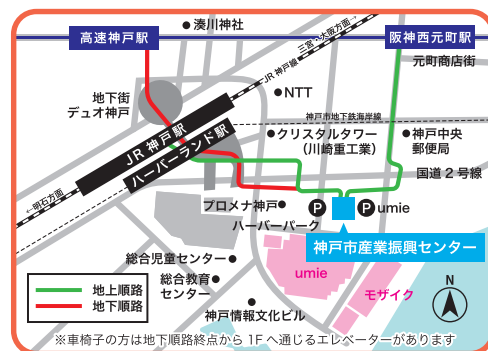 湊川神社
高速神戸駅
阪神西元町駅
三宮・大阪方面→
JR 神戸線
元町商店街
地下街
デュオ神戸
NTT
神戸市地下鉄海岸線
JR 神戸駅
ハーバーランド駅
クリスタルタワー
（川崎重工業）
神戸中央
郵便局
国道2号線
←明石方面
プロメナ神戸
P
P umie
ハーバーパーク
神戸市産業振興センター
総合児童センター
umie
総合教育
センター
モザイク
N
地上順路
地下順路
神戸情報文化ビル
※車椅子の方は地下順路終点から1Fへ通じるエレベーターがあります